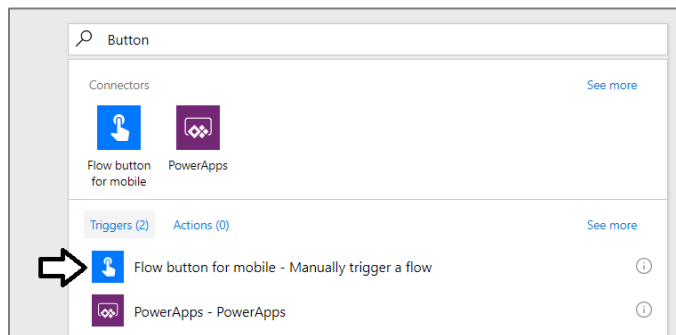 Button
Connectors
See more
Flow button
for mobile
PowerApps
Triggers (2)
Actions (0)
See more
Flow button for mobile - Manually trigger a flow
PowerApps - PowerApps